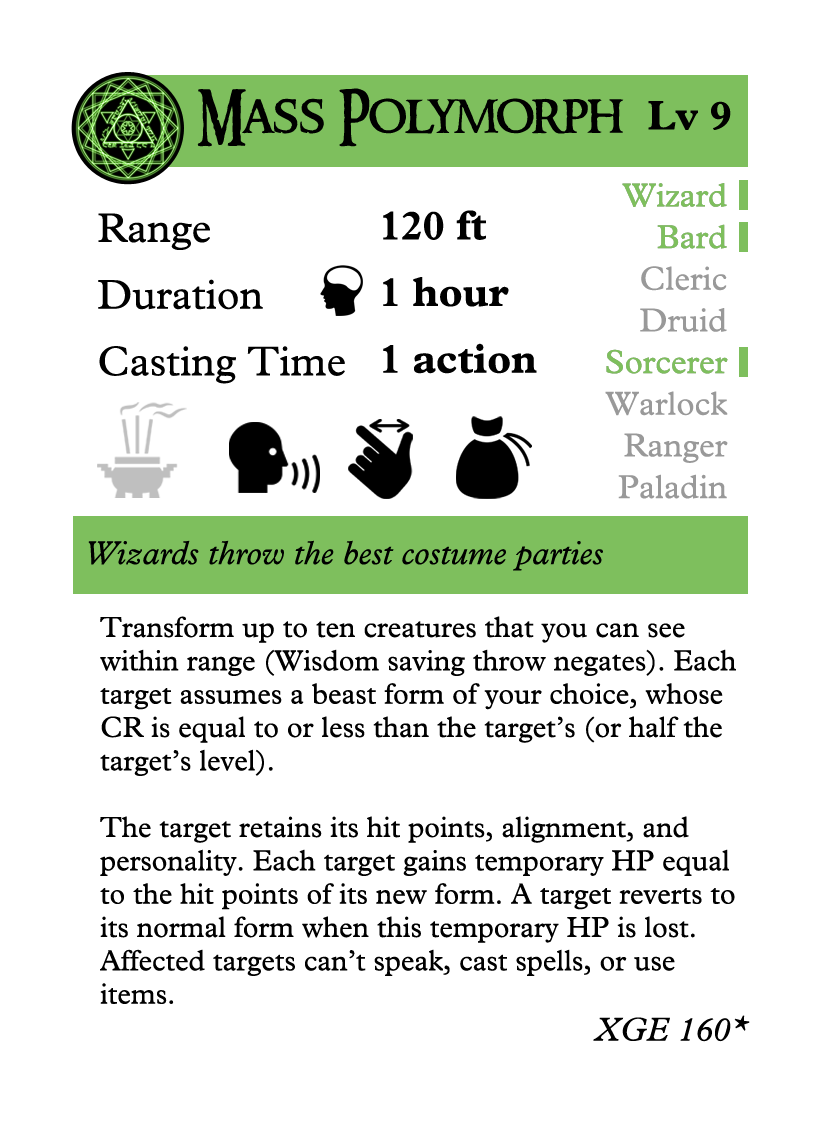 Mass Polymorph Lv 9
Wizard
Bard
Cleric
Druid
Sorcerer
Warlock
Ranger
Paladin
Range 120 ft
Duration 1 hour
Casting Time 1 action
Wizards throw the best costume parties
Transform up to ten creatures that you can see
within range (Wisdom saving throw negates). Each
target assumes a beast form of your choice, whose
CR is equal to or less than the target’s (or half the
target’s level).
The target retains its hit points, alignment, and
personality. Each target gains temporary HP equal
to the hit points of its new form. A target reverts to
its normal form when this temporary HP is lost.
Affected targets can’t speak, cast spells, or use
items.
XGE 160*